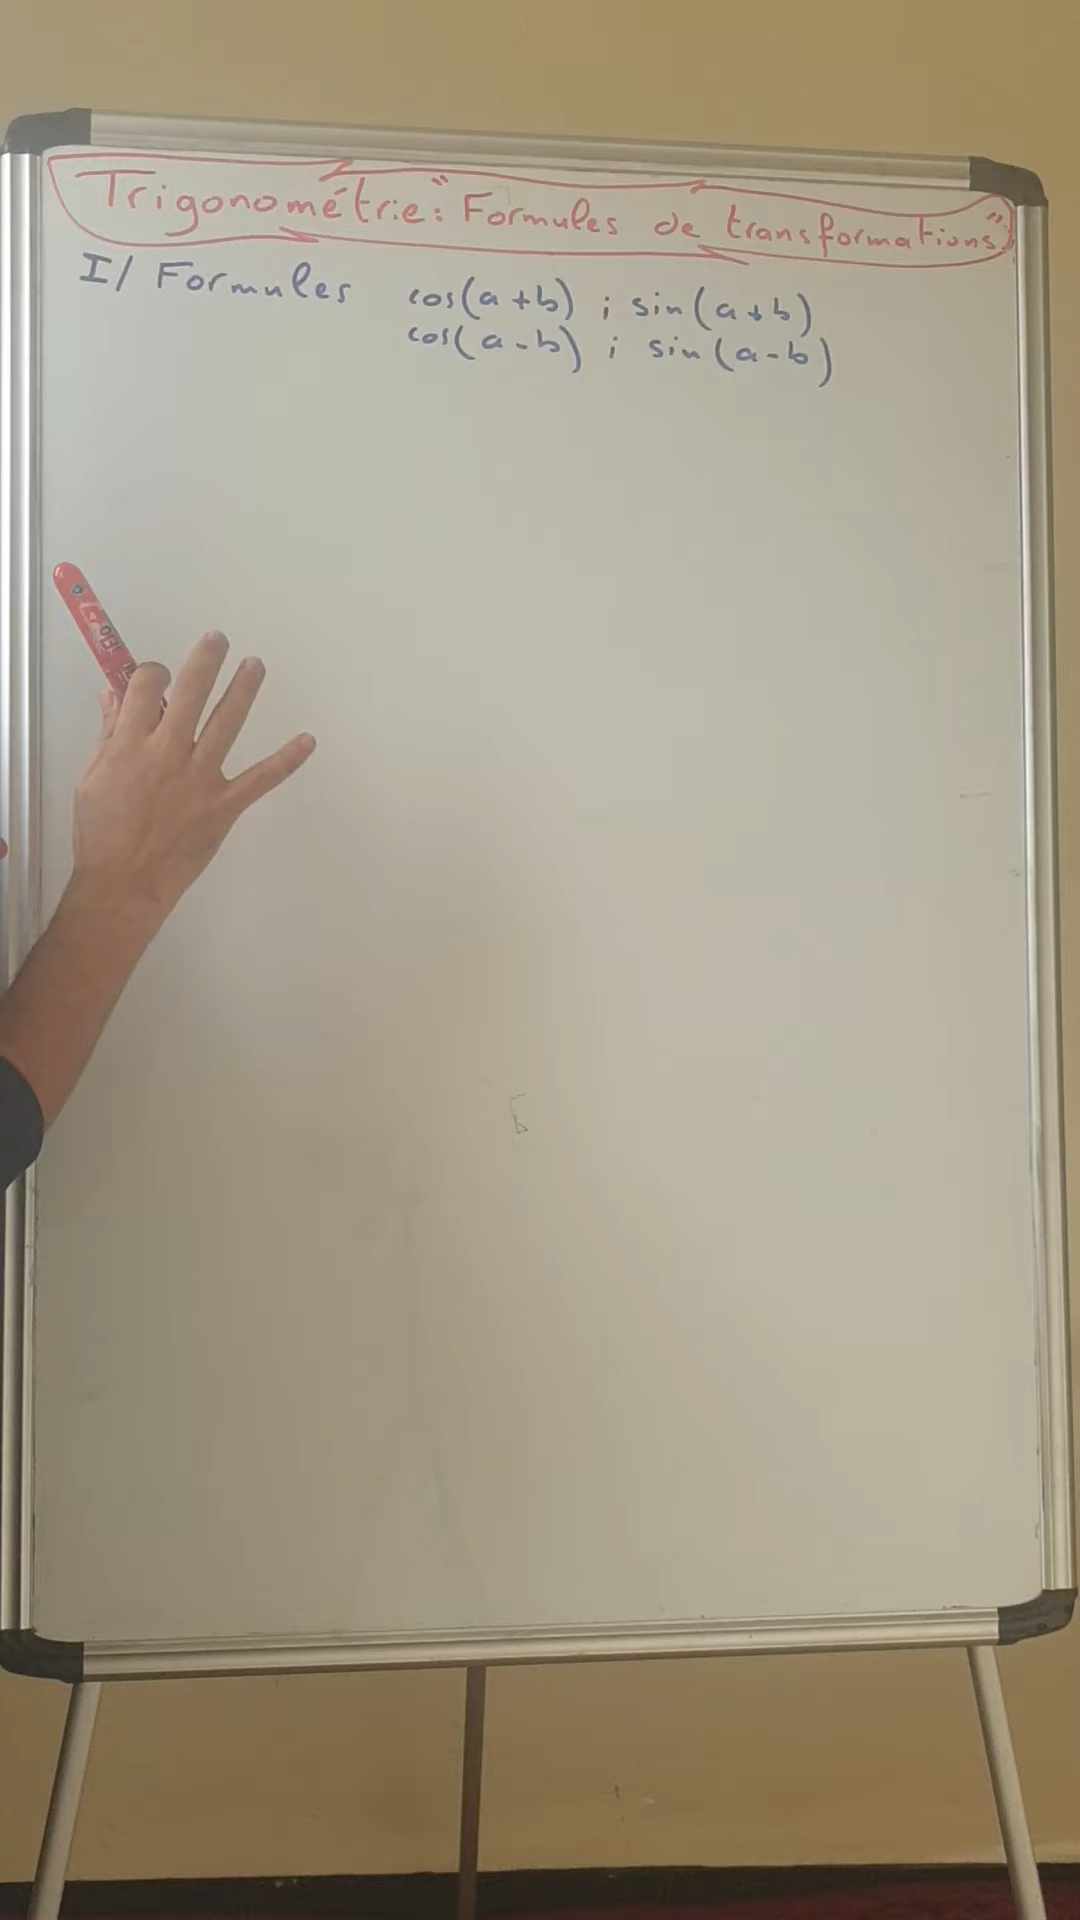 Trigonométrie: "Formules de transformations"
I/ Formules cos(a+b) ; sin(a+b)
cos(a-b) ; sin(a-b)